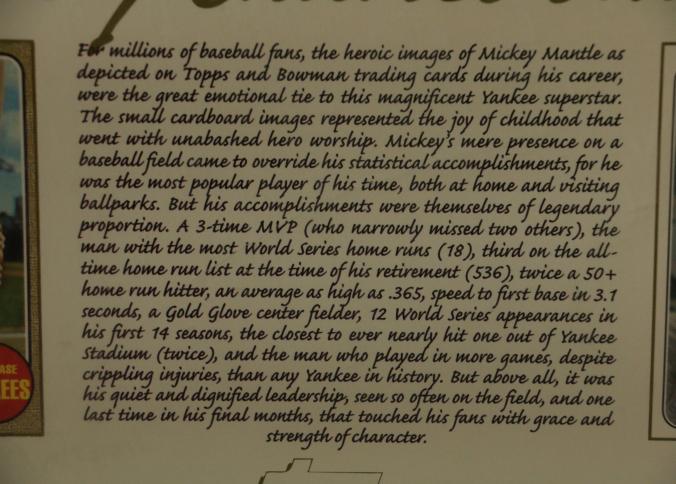 For millions of baseball fans, the heroic images of Mickey Mantle as
depicted on Topps and Bowman trading cards during his career,
were the great emotional tie to this magnificent Yankee superstar.
The small cardboard images represented the joy of childhood that
went with unabashed hero worship. Mickey's mere presence on a
baseball field came to override his statistical accomplishments, for he
was the most popular player of his time, both at home and visiting
ballparks. But his accomplishments were themselves of legendary
proportion. A 3-time MVP (who narrowly missed two others), the
man with the most World Series home runs (18), third on the all-
time home run list at the time of his retirement (536), twice a 50+
home run hitter, an average as high as .365, speed to first base in 3.1
seconds, a Gold Glove center fielder, 12 World Series appearances in
his first 14 seasons, the closest to ever nearly hit one out of Yankee
Stadium (twice), and the man who played in more games, despite
crippling injuries, than any Yankee in history. But above all, it was
his quiet and dignified leadership, seen so often on the field, and one
last time in his final months, that touched his fans with grace and
strength of character.
ASE
EES